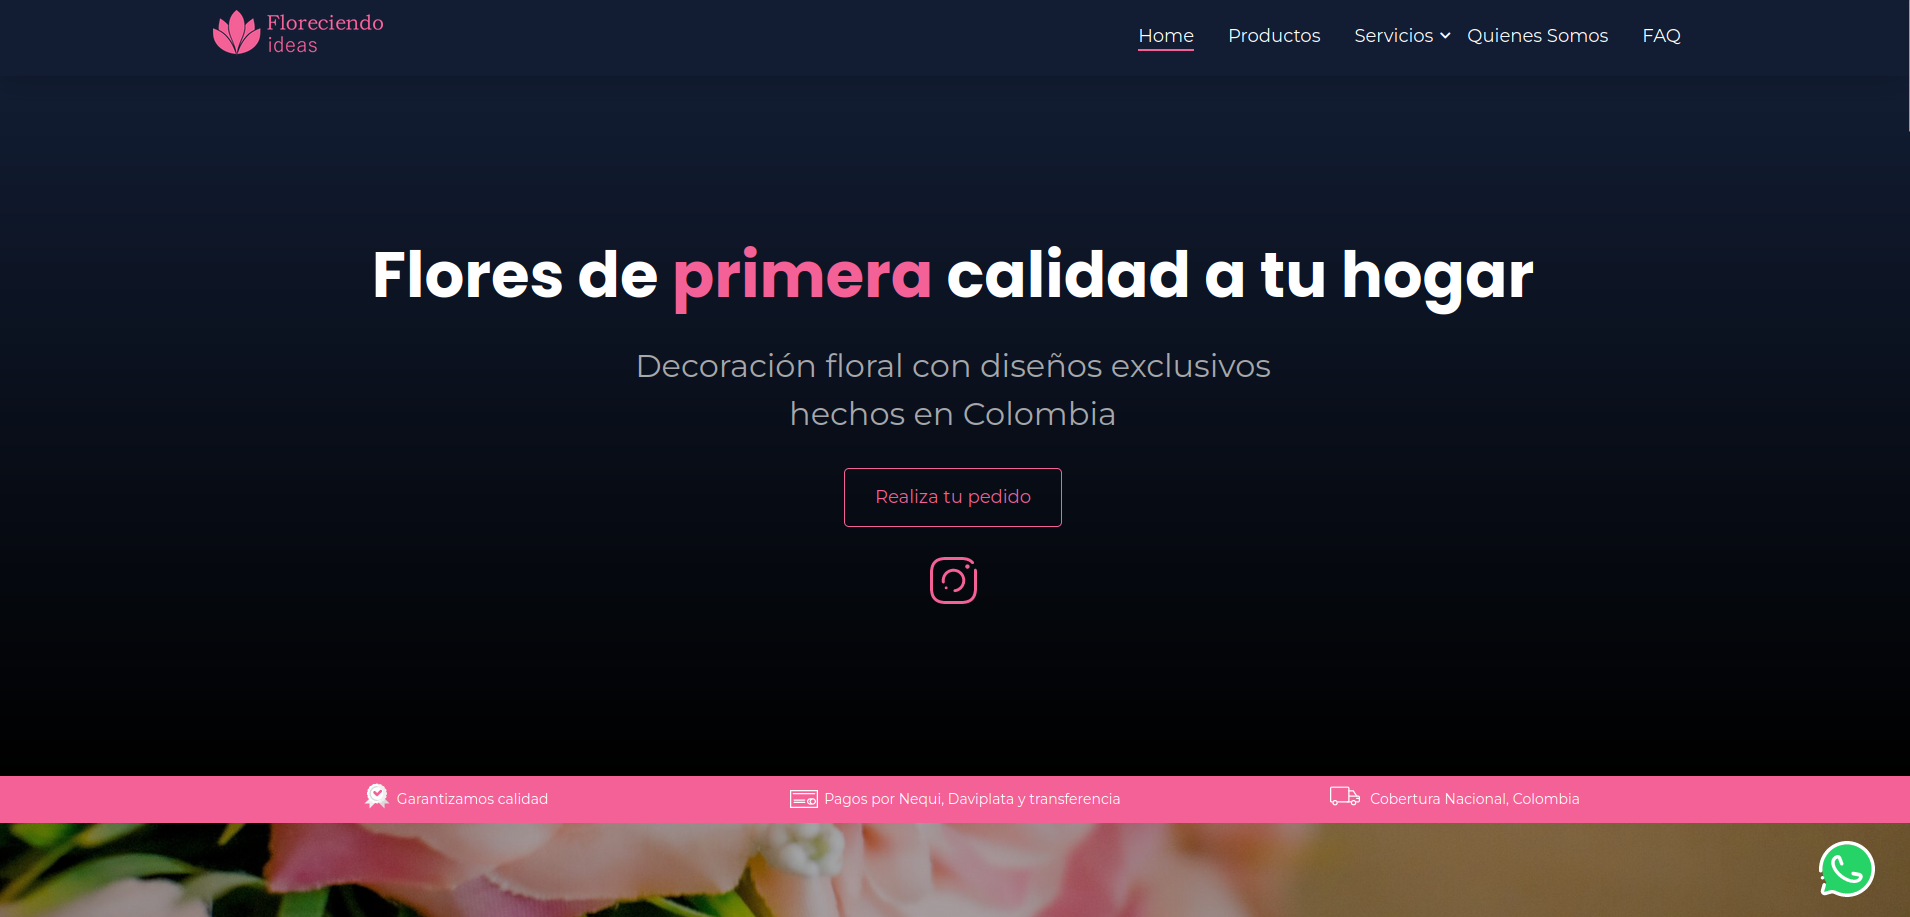 Floreciendo
ideas
Home Productos Servicios Quienes Somos FAQ
Flores de primera calidad a tu hogar
Decoración floral con diseños exclusivos
hechos en Colombia
Realiza tu pedido
Garantizamos calidad
Pagos por Nequi, Daviplata y transferencia
Cobertura Nacional, Colombia